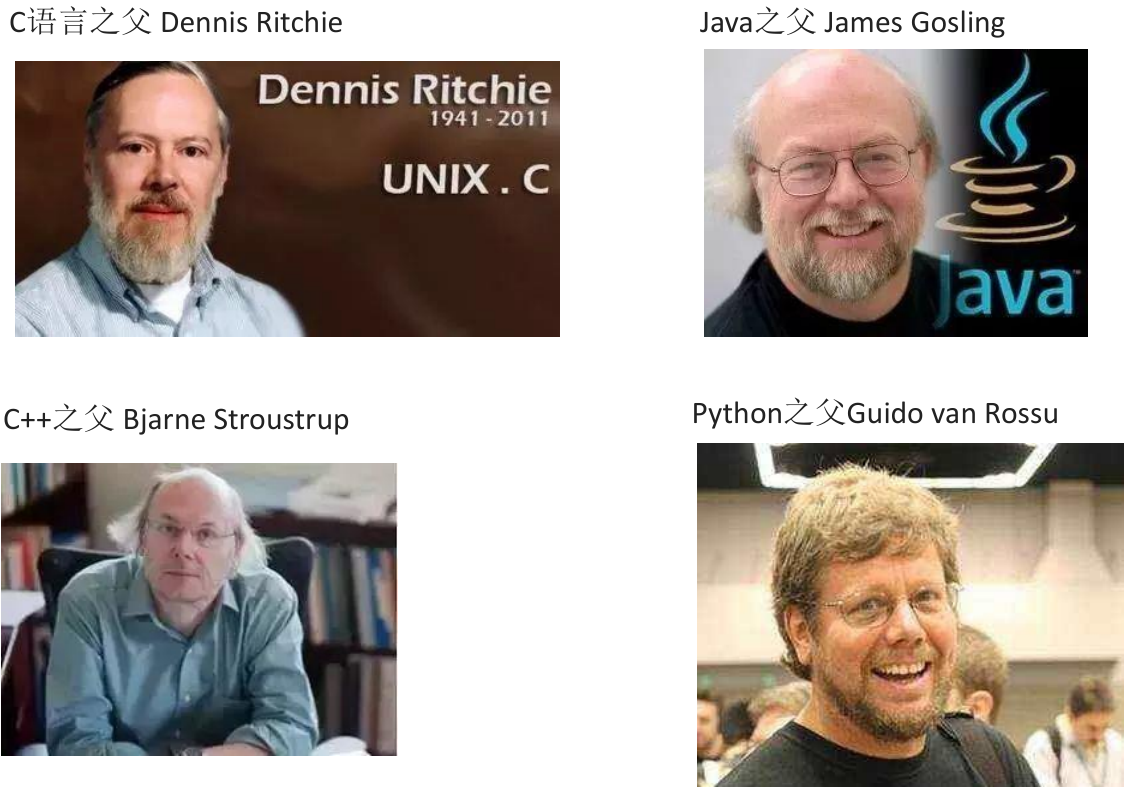 C语言之父 Dennis Ritchie
Java之父 James Gosling
Dennis Ritchie
1941 - 2011
UNIX . C
Java™
C++之父 Bjarne Stroustrup
Python之父Guido van Rossu